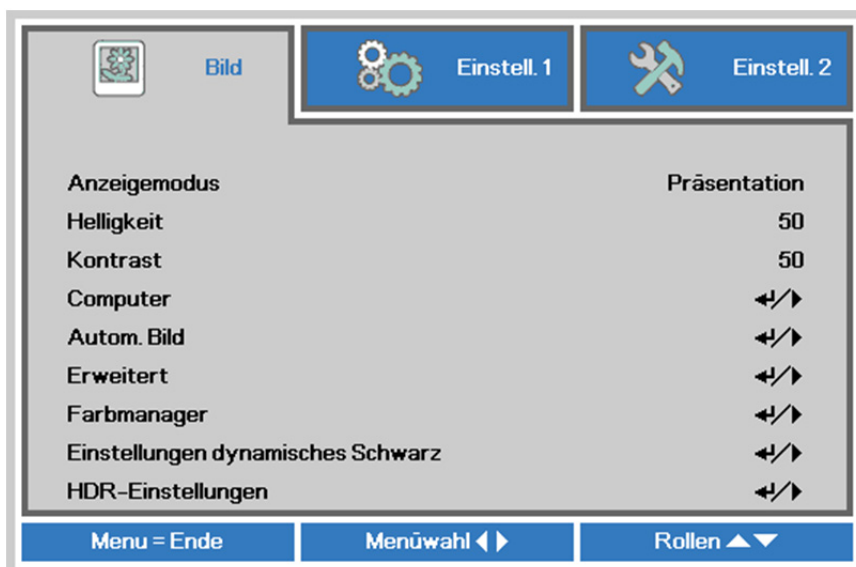 Bild Einstell. 1 Einstell. 2
Anzeigemodus Präsentation
Helligkeit 50
Kontrast 50
Computer
Autom. Bild
Erweitert
Farbmanager
Einstellungen dynamisches Schwarz
HDR-Einstellungen
Menu = Ende Menūwahl Rollen